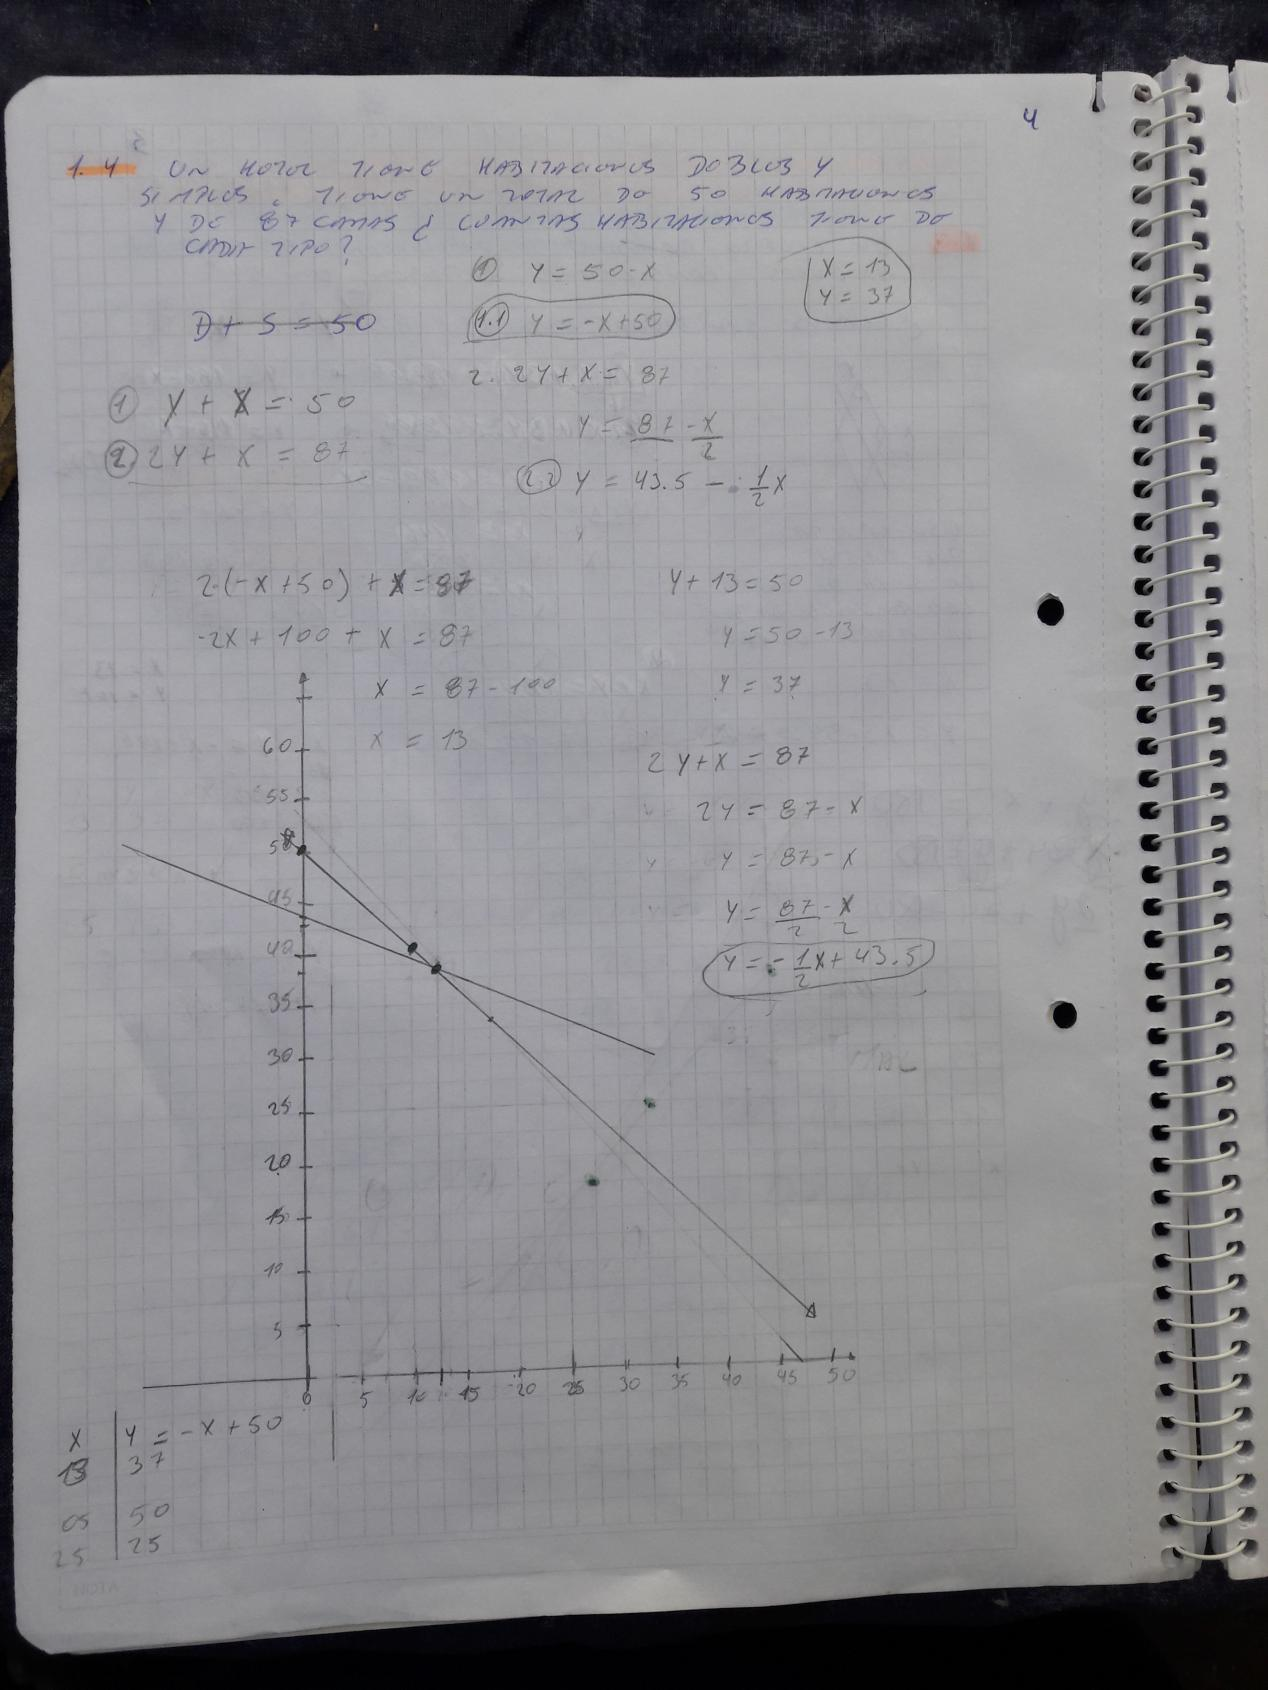 4
1.4 UN HOTEL TIENE HABITACIONES DOBLES Y
SIMPLES, TIENE UN TOTAL DE 50 HABITACIONES
Y DE 87 CAMAS ¿ CUANTAS HABITACIONES TIENE DE
CADA TIPO?
① Y = 50-X
X = 13
Y = 37
D + S = 50
1.1 Y = -X+50
2. 2Y + X = 87
① Y + X = 50
Y = 87 - X
2
② 2Y + X = 87
2.2 Y = 43.5 - 1/2 X
2·(-X+50) + X = 87
-2X + 100 + X = 87
X = 87 - 100
X = 13
Y + 13 = 50
Y = 50 - 13
Y = 37
2Y+X = 87
2Y = 87 - X
Y = 87 - X
Y = 87/2 - X/2
Y = - 1/2 X + 43.5
60
55
50
45
40
35
30
25
20
15
10
5
0 5 10 15 20 25 30 35 40 45 50
X Y = -X + 50
13 37
05 50
25 25